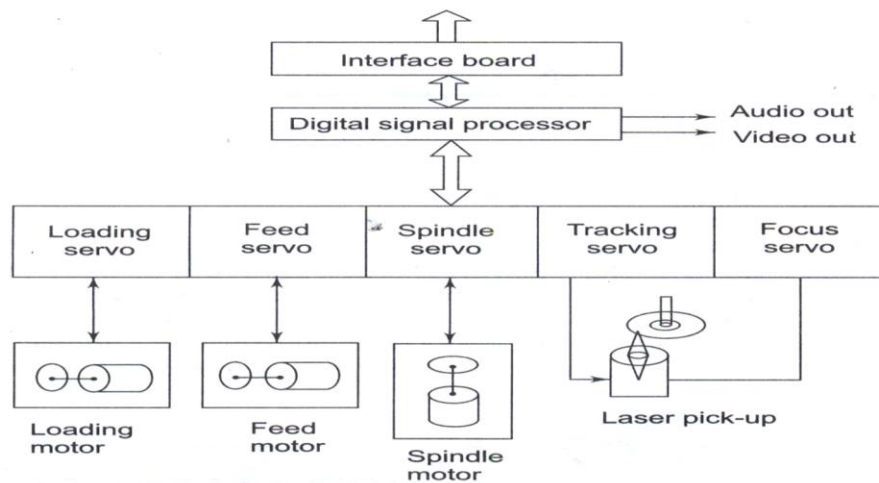 Interface board
Digital signal processor
Audio out
Video out
Loading
servo
Feed
servo
Spindle
servo
Tracking
servo
Focus
servo
Loading
motor
Feed
motor
Spindle
motor
Laser pick-up